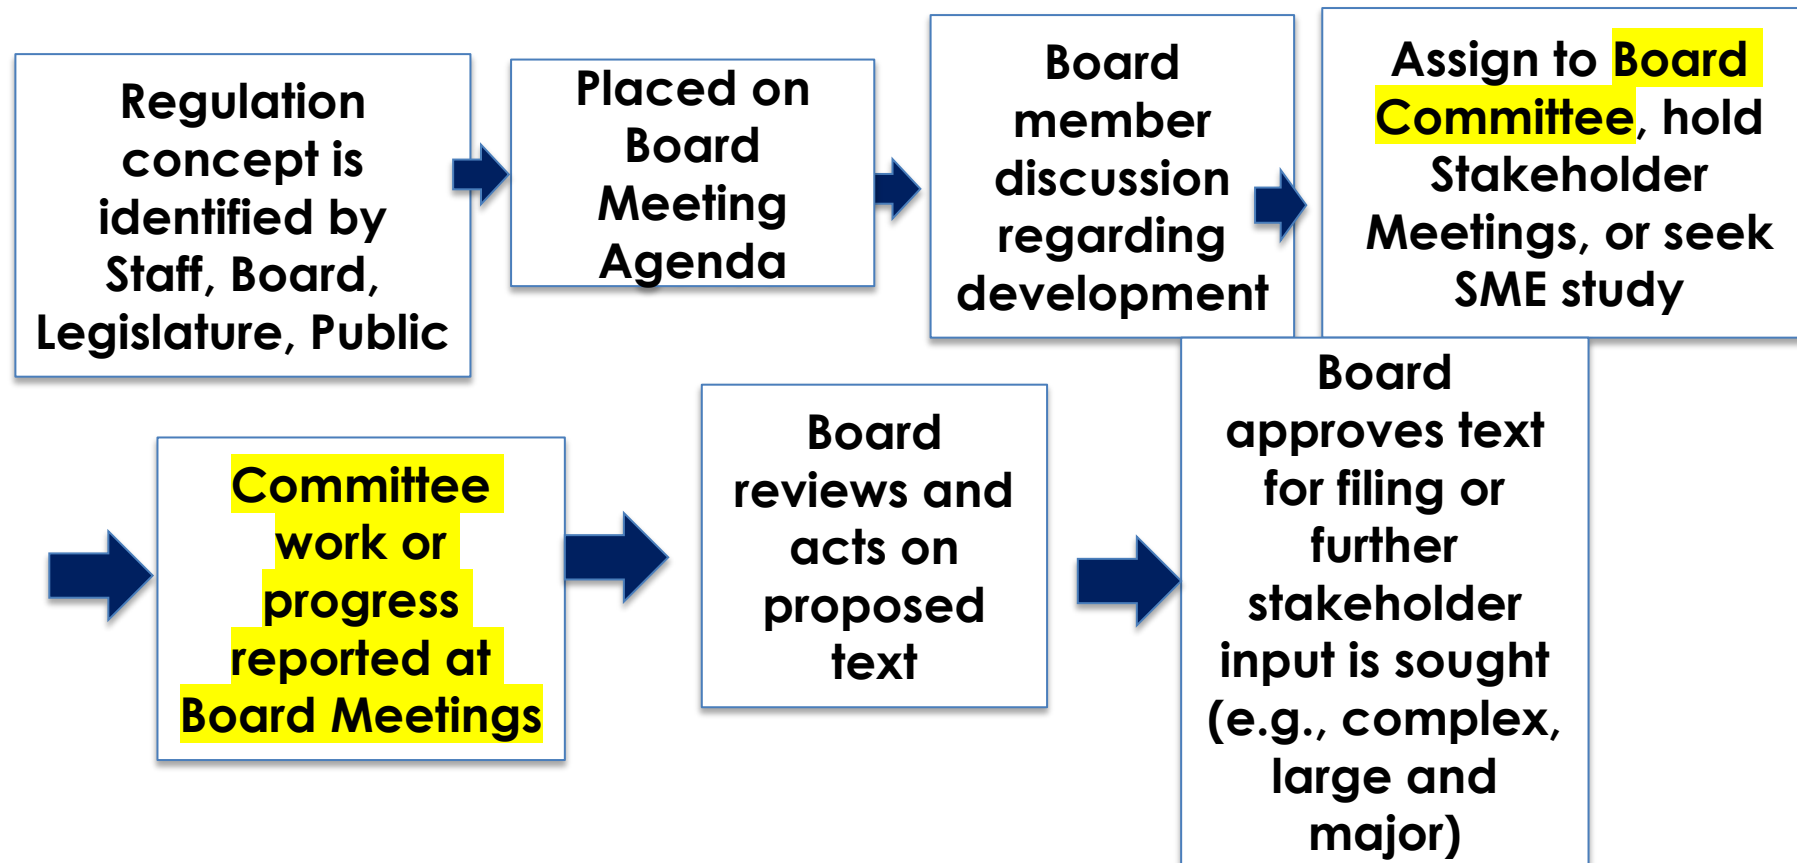 Regulation
concept is
identified by
Staff, Board,
Legislature, Public
Placed on
Board
Meeting
Agenda
Board
member
discussion
regarding
development
Assign to Board
Committee, hold
Stakeholder
Meetings, or seek
SME study
Committee
work or
progress
reported at
Board Meetings
Board
reviews and
acts on
proposed
text
Board
approves text
for filing or
further
stakeholder
input is sought
(e.g., complex,
large and
major)